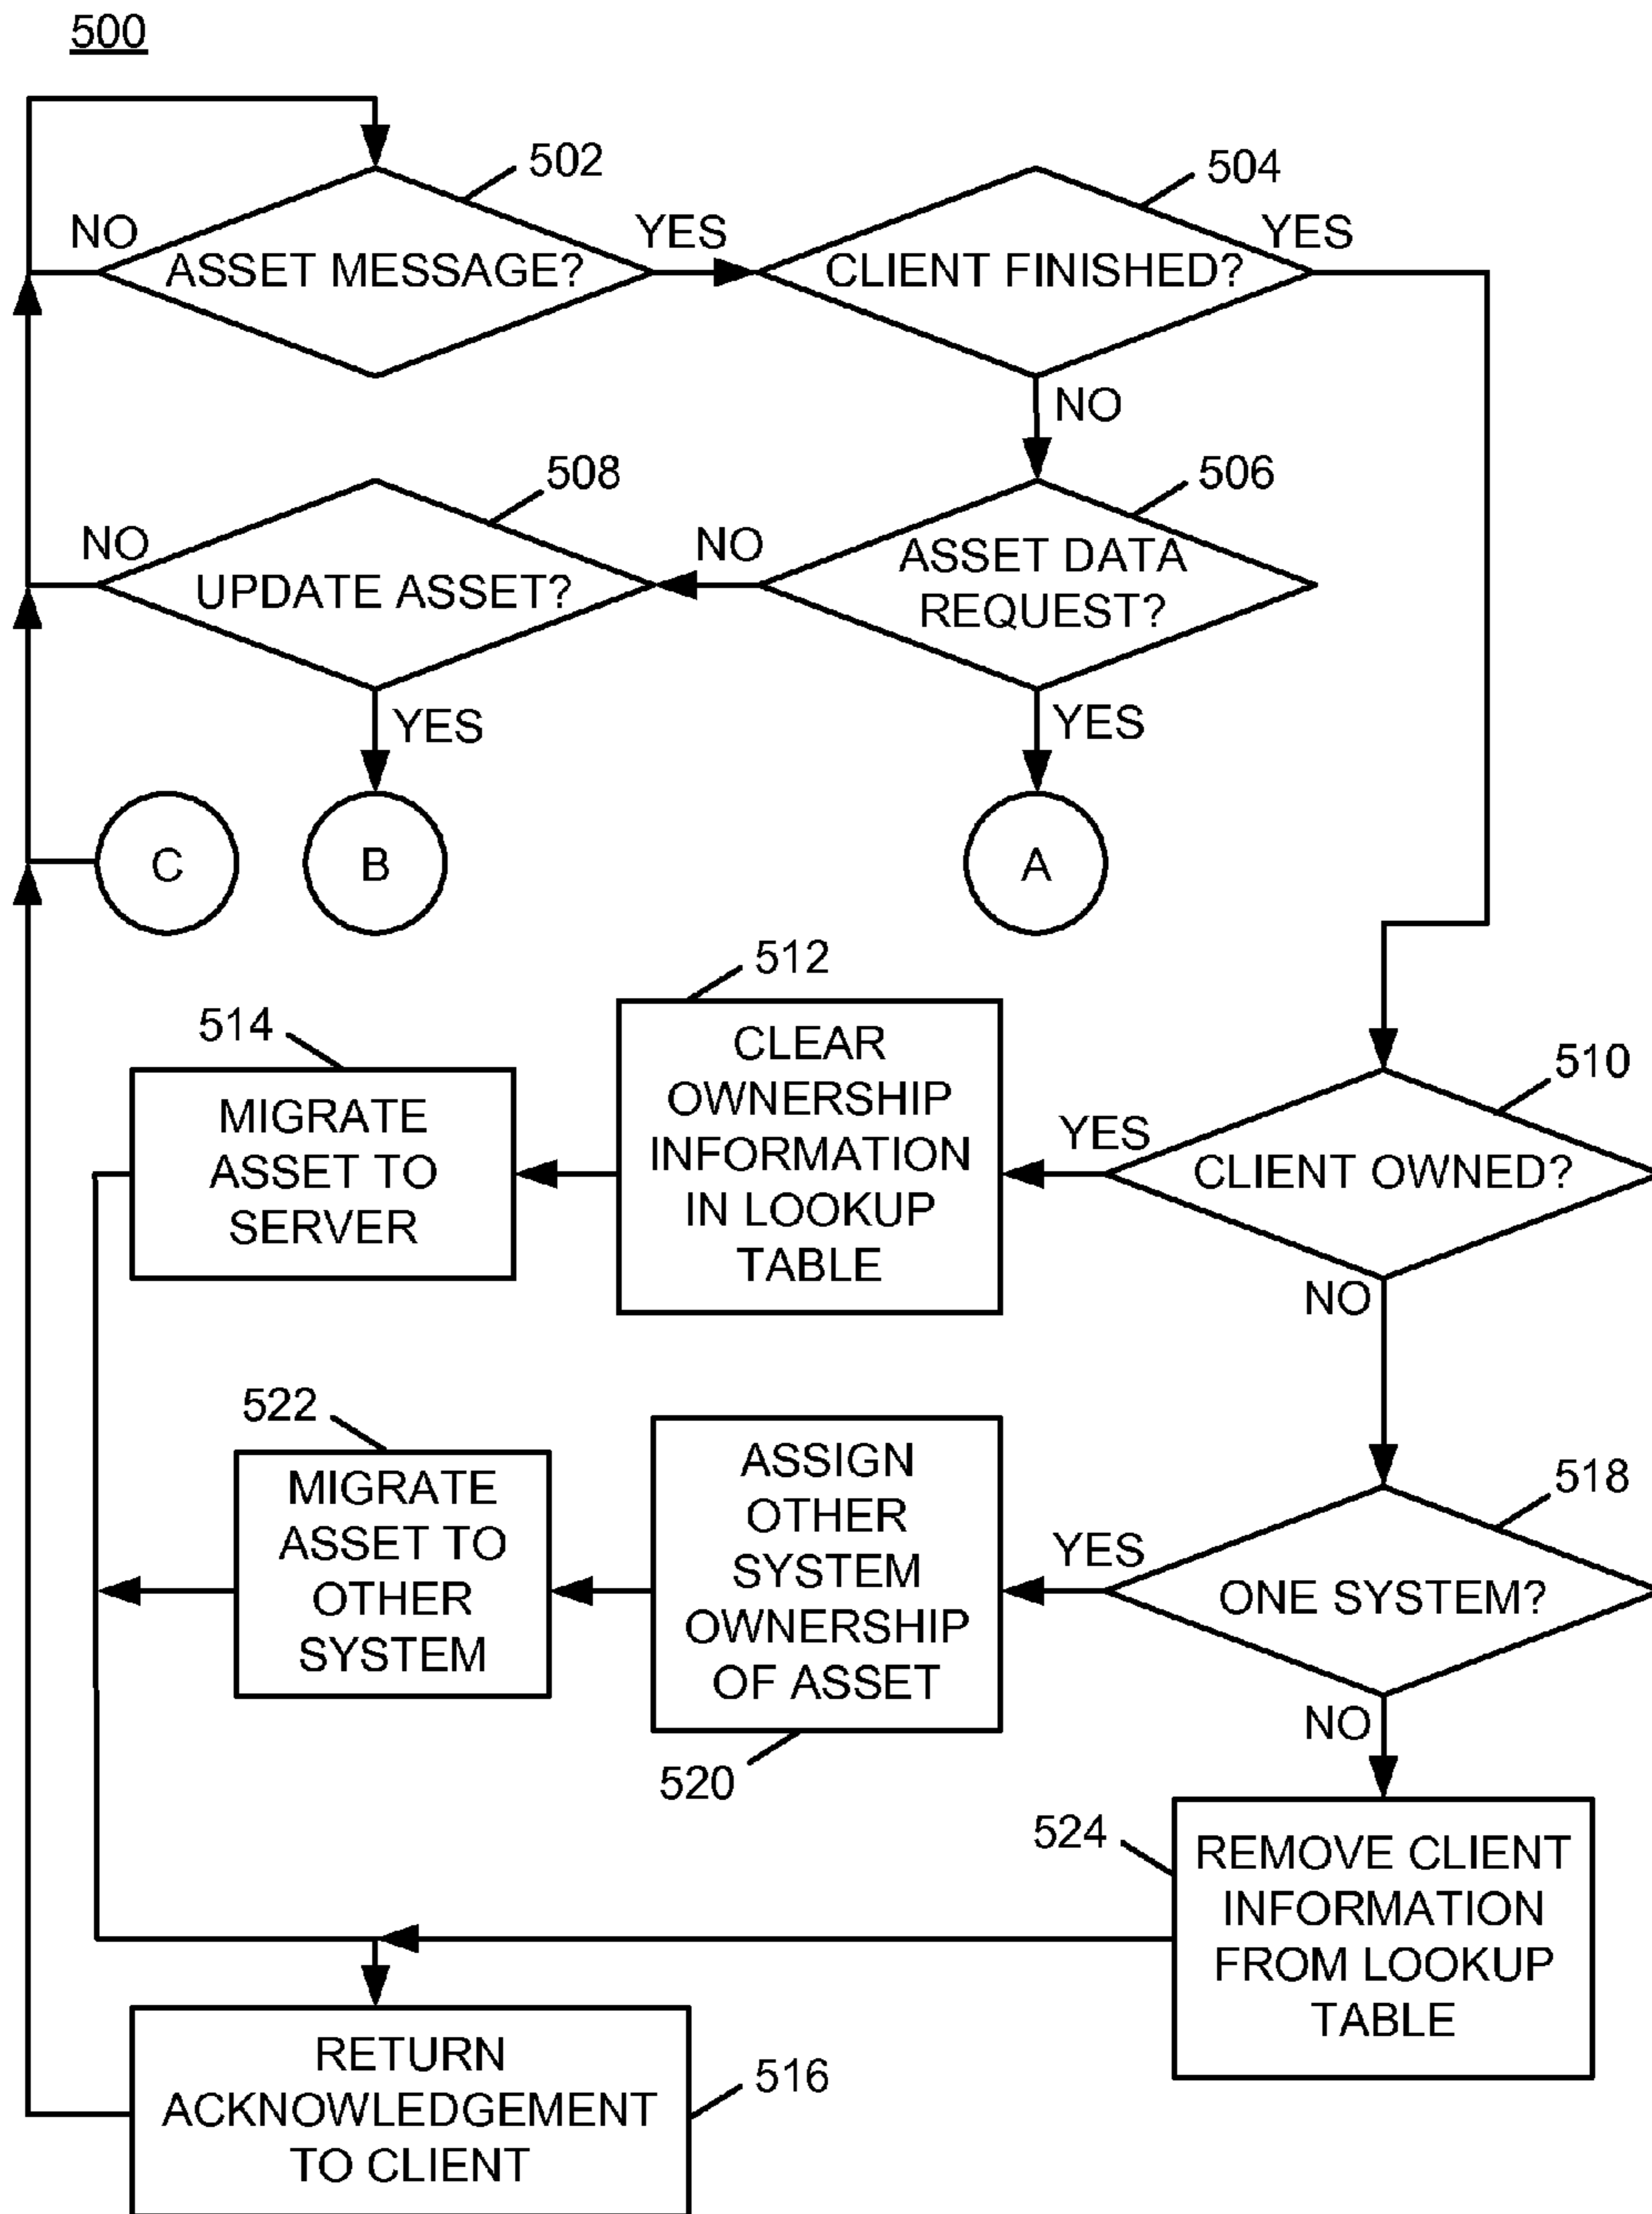 500
502
504
NO
YES
YES
ASSET MESSAGE?
CLIENT FINISHED?
NO
508
506
NO
NO
ASSET DATA
REQUEST?
UPDATE ASSET?
YES
YES
C
B
A
512
514
CLEAR
OWNERSHIP
INFORMATION
IN LOOKUP
TABLE
MIGRATE
ASSET TO
SERVER
510
YES
CLIENT OWNED?
NO
522
MIGRATE
ASSET TO
OTHER
SYSTEM
ASSIGN
OTHER
SYSTEM
OWNERSHIP
OF ASSET
518
YES
ONE SYSTEM?
NO
520
524
REMOVE CLIENT
INFORMATION
FROM LOOKUP
TABLE
RETURN
ACKNOWLEDGEMENT
TO CLIENT
516